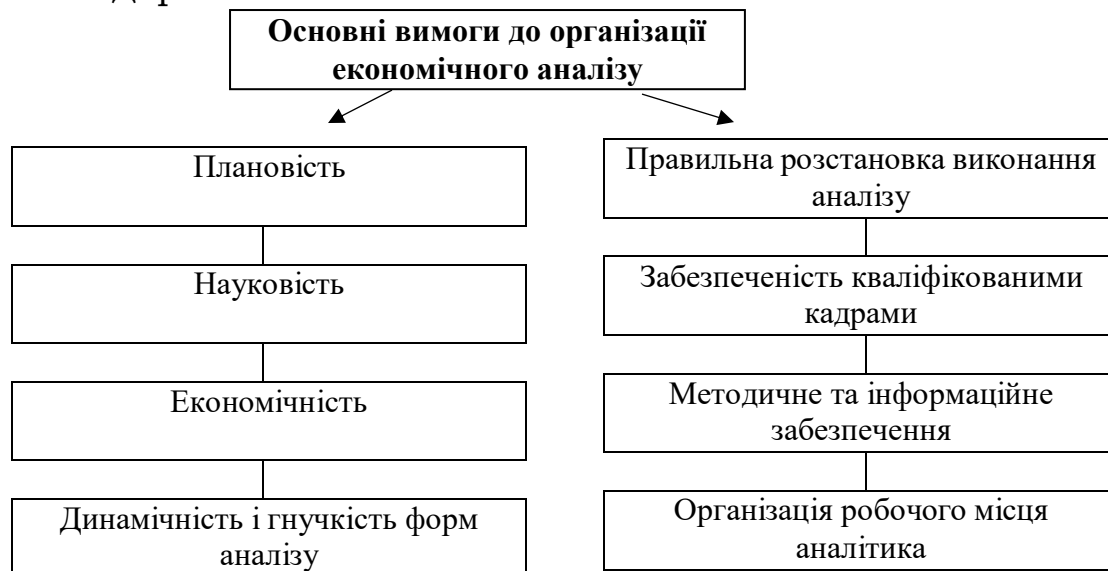 Основні вимоги до організації
економічного аналізу
Плановість
Науковість
Економічність
Динамічність і гнучкість форм
аналізу
Правильна розстановка виконання
аналізу
Забезпеченість кваліфікованими
кадрами
Методичне та інформаційне
забезпечення
Організація робочого місця
аналітика